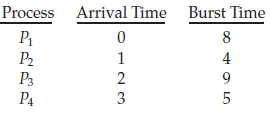 Process Arrival Time Burst Time
P₁ 0 8
P₂ 1 4
P₃ 2 9
P₄ 3 5